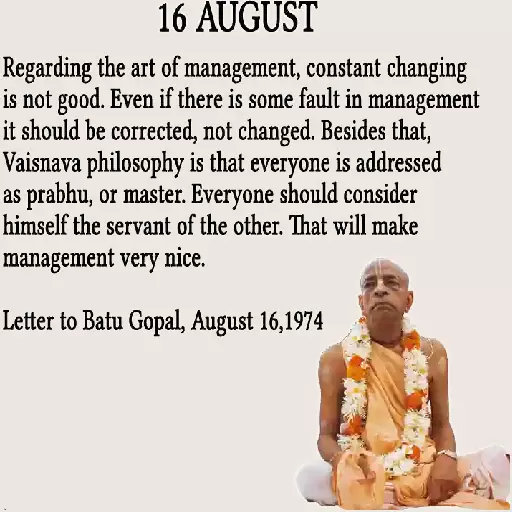 16 AUGUST
Regarding the art of management, constant changing
is not good. Even if there is some fault in management
it should be corrected, not changed. Besides that,
Vaisnava philosophy is that everyone is addressed
as prabhu, or master. Everyone should consider
himself the servant of the other. That will make
management very nice.
Letter to Batu Gopal, August 16,1974